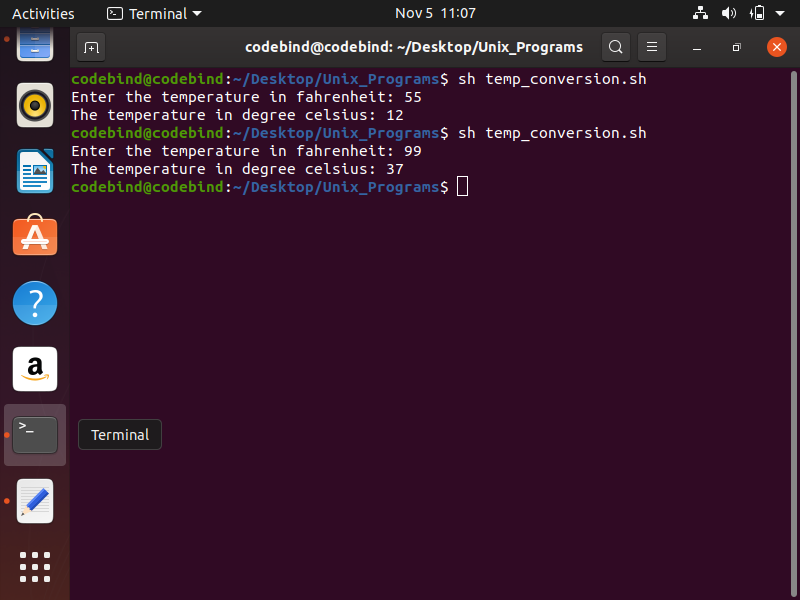 Activities Terminal Nov 5 11:07
codebind@codebind: ~/Desktop/Unix_Programs
codebind@codebind:~/Desktop/Unix_Programs$ sh temp_conversion.sh
Enter the temperature in fahrenheit: 55
The temperature in degree celsius: 12
codebind@codebind:~/Desktop/Unix_Programs$ sh temp_conversion.sh
Enter the temperature in fahrenheit: 99
The temperature in degree celsius: 37
codebind@codebind:~/Desktop/Unix_Programs$
?
a
>_
Terminal